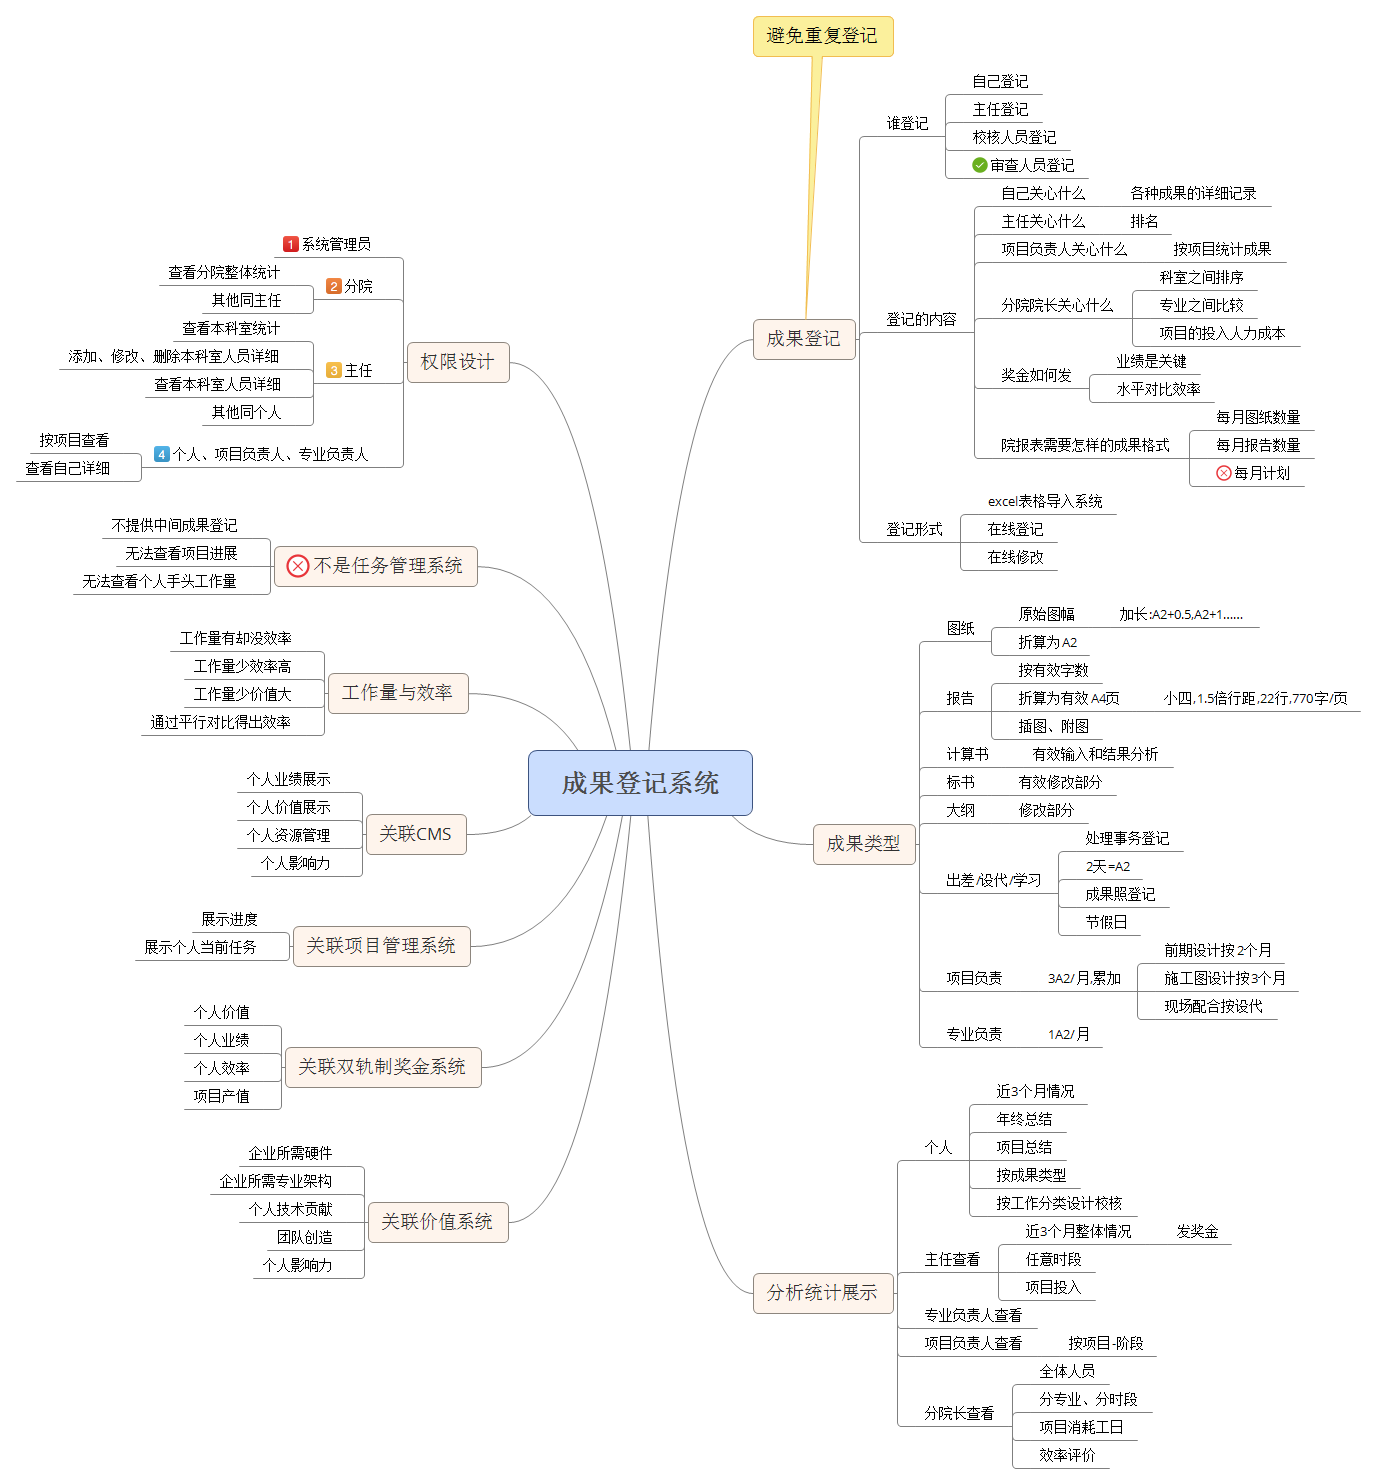 成果登记系统
避免重复登记
成果登记
谁登记
自己登记
主任登记
校核人员登记
审查人员登记
登记的内容
自己关心什么
各种成果的详细记录
主任关心什么
排名
项目负责人关心什么
按项目统计成果
分院院长关心什么
科室之间排序
专业之间比较
项目的投入人力成本
奖金如何发
业绩是关键
水平对比效率
院报表需要怎样的成果格式
每月图纸数量
每月报告数量
每月计划
登记形式
excel表格导入系统
在线登记
在线修改
成果类型
图纸
原始图幅
加长:A2+0.5,A2+1......
折算为A2
报告
按有效字数
折算为有效A4页
小四,1.5倍行距,22行,770字/页
插图、附图
计算书
有效输入和结果分析
标书
有效修改部分
大纲
修改部分
出差/设代/学习
处理事务登记
2天=A2
成果照登记
节假日
项目负责
3A2/月,累加
前期设计按2个月
施工图设计按3个月
现场配合按设代
专业负责
1A2/月
分析统计展示
个人
近3个月情况
年终总结
项目总结
按成果类型
按工作分类设计校核
主任查看
近3个月整体情况
发奖金
任意时段
项目投入
专业负责人查看
项目负责人查看
按项目-阶段
分院长查看
全体人员
分专业、分时段
项目消耗工日
效率评价
权限设计
1 系统管理员
2 分院
查看分院整体统计
其他同主任
3 主任
查看本科室统计
添加、修改、删除本科室人员详细
查看本科室人员详细
其他同个人
4 个人、项目负责人、专业负责人
按项目查看
查看自己详细
不是任务管理系统
不提供中间成果登记
无法查看项目进展
无法查看个人手头工作量
工作量与效率
工作量有却没效率
工作量少效率高
工作量少价值大
通过平行对比得出效率
关联CMS
个人业绩展示
个人价值展示
个人资源管理
个人影响力
关联项目管理系统
展示进度
展示个人当前任务
关联双轨制奖金系统
个人价值
个人业绩
个人效率
项目产值
关联价值系统
企业所需硬件
企业所需专业架构
个人技术贡献
团队创造
个人影响力